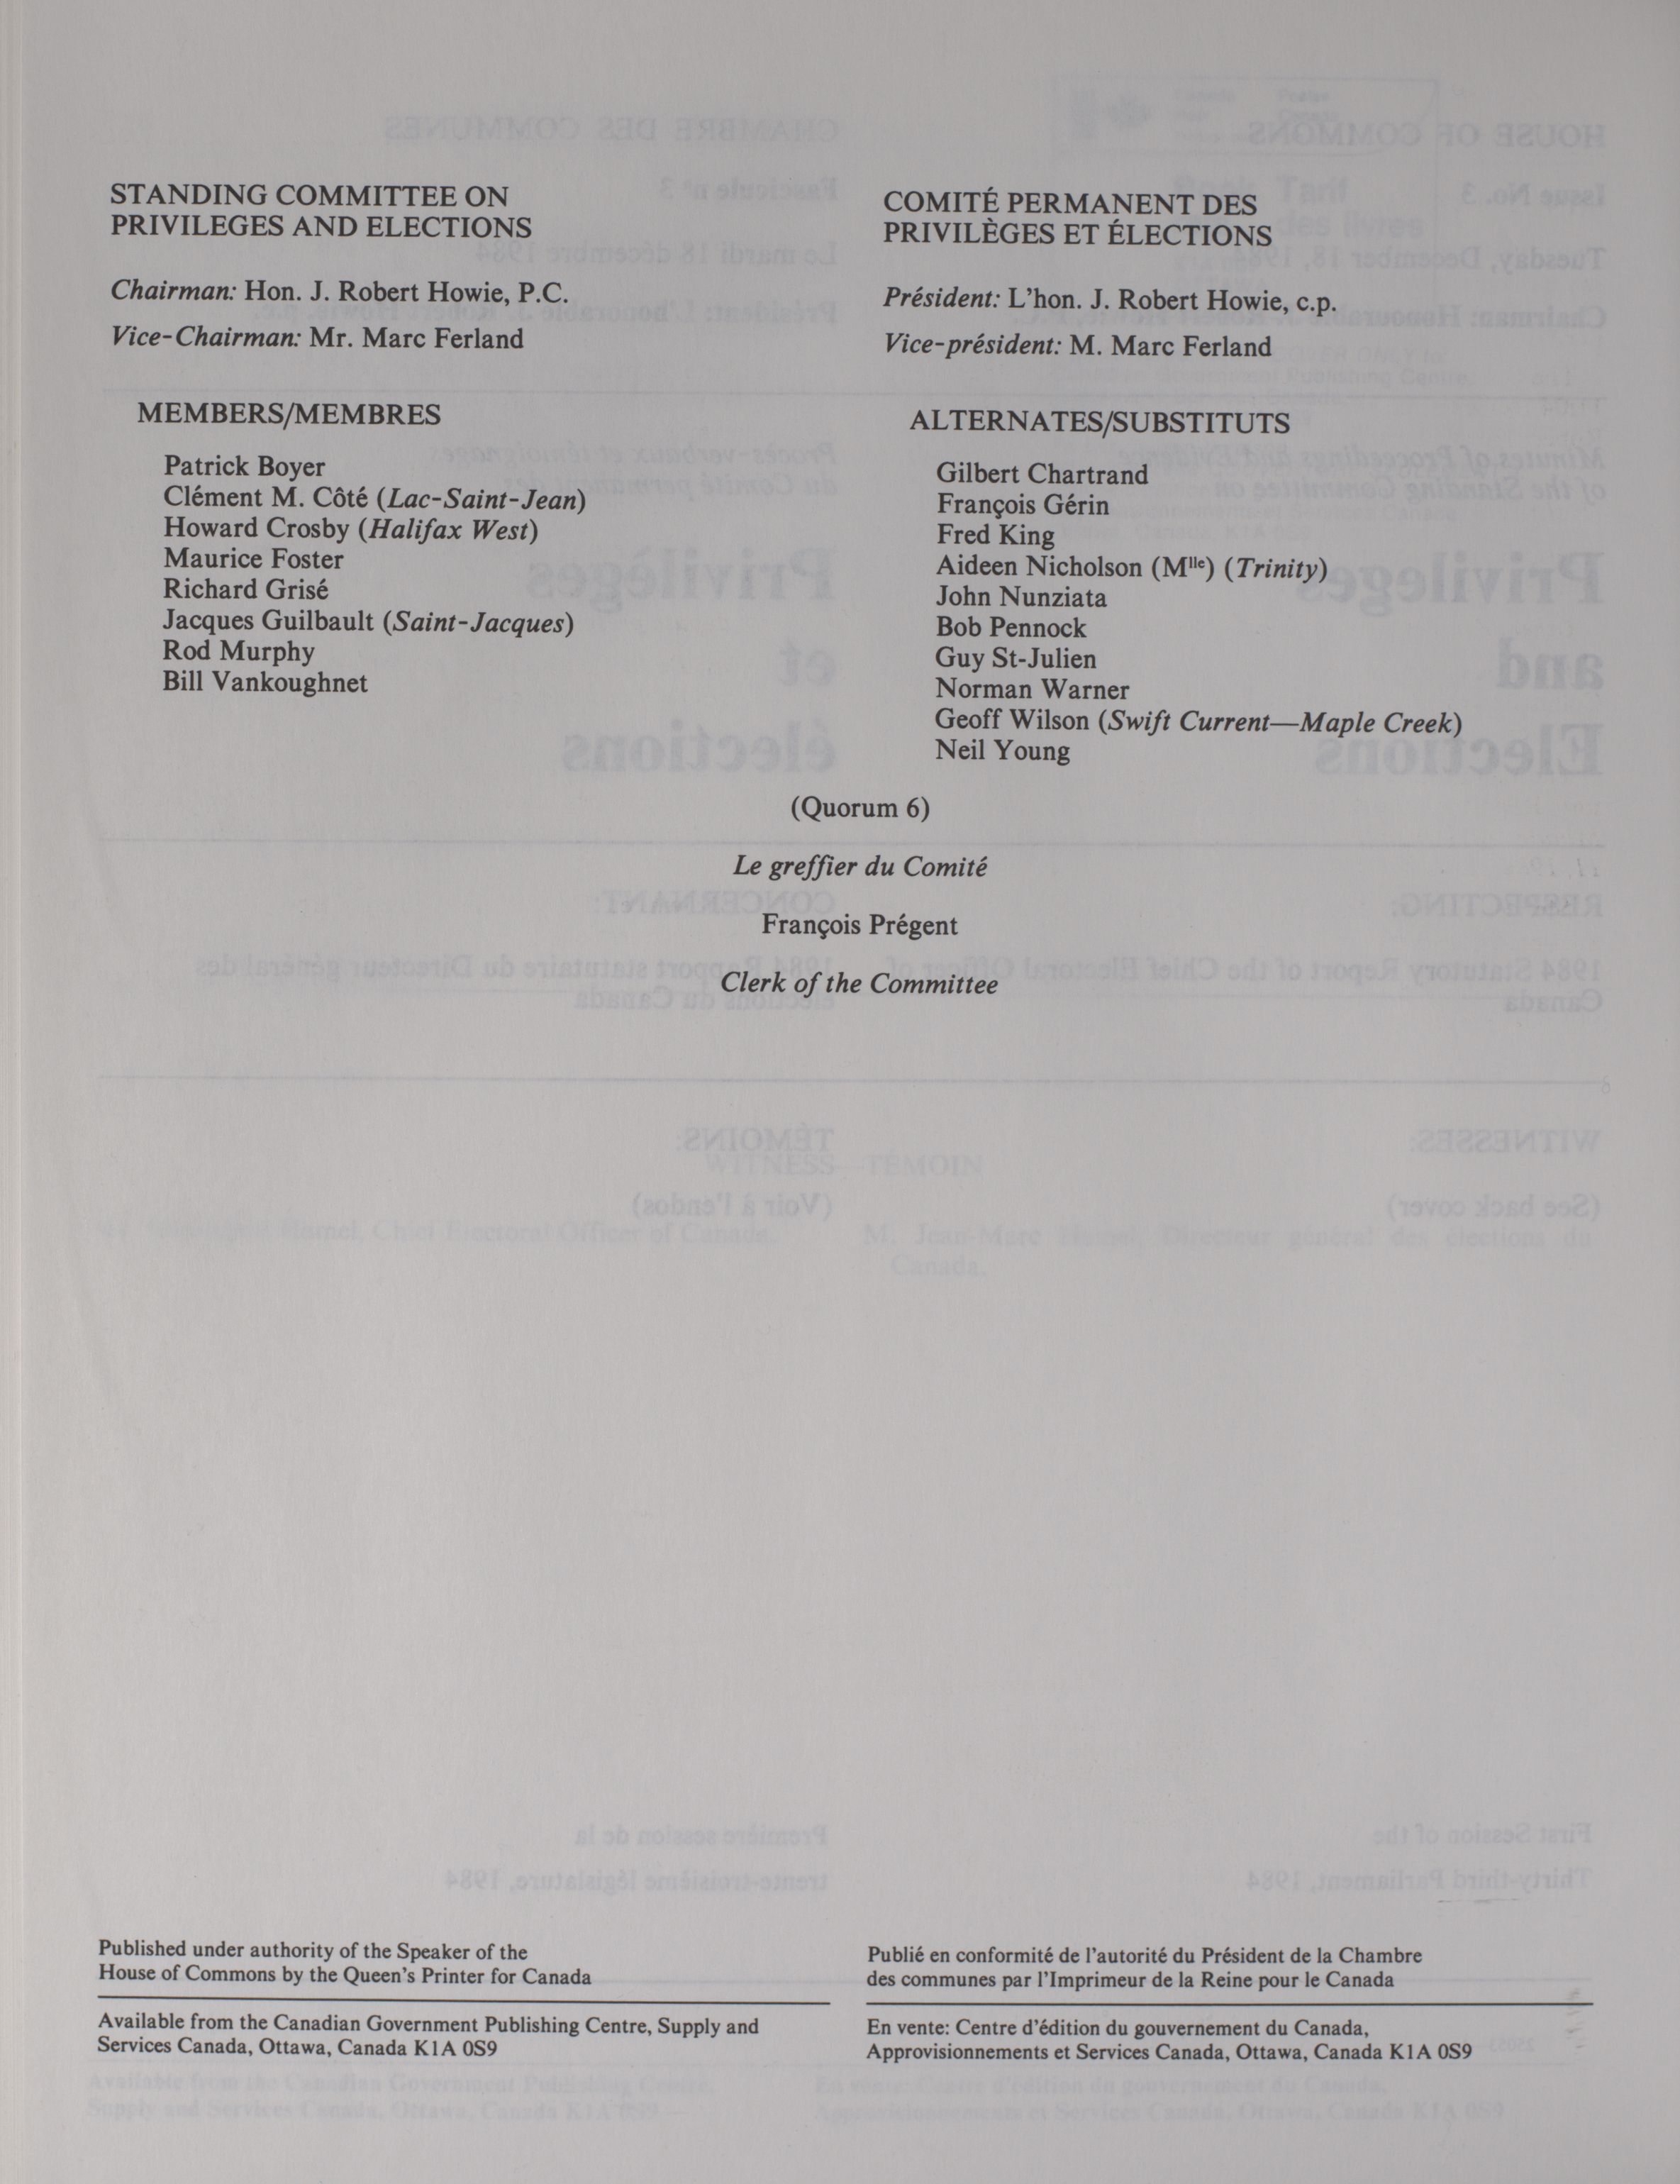 STANDING COMMITTEE ON
PRIVILEGES AND ELECTIONS
Chairman: Hon. J. Robert Howie, P.C.
Vice-Chairman: Mr. Marc Ferland
COMITÉ PERMANENT DES
PRIVILÈGES ET ÉLECTIONS
Président: L'hon. J. Robert Howie, c.p.
Vice-président: M. Marc Ferland
MEMBERS/MEMBRES
Patrick Boyer
Clément M. Côté (Lac-Saint-Jean)
Howard Crosby (Halifax West)
Maurice Foster
Richard Grisé
Jacques Guilbault (Saint-Jacques)
Rod Murphy
Bill Vankoughnet
ALTERNATES/SUBSTITUTS
Gilbert Chartrand
François Gérin
Fred King
Aideen Nicholson (Mlle) (Trinity)
John Nunziata
Bob Pennock
Guy St-Julien
Norman Warner
Geoff Wilson (Swift Current—Maple Creek)
Neil Young
(Quorum 6)
Le greffier du Comité
François Prégent
Clerk of the Committee
Published under authority of the Speaker of the
House of Commons by the Queen's Printer for Canada
Available from the Canadian Government Publishing Centre, Supply and
Services Canada, Ottawa, Canada K1A 0S9
Publié en conformité de l'autorité du Président de la Chambre
des communes par l'Imprimeur de la Reine pour le Canada
En vente: Centre d'édition du gouvernement du Canada,
Approvisionnements et Services Canada, Ottawa, Canada K1A 0S9